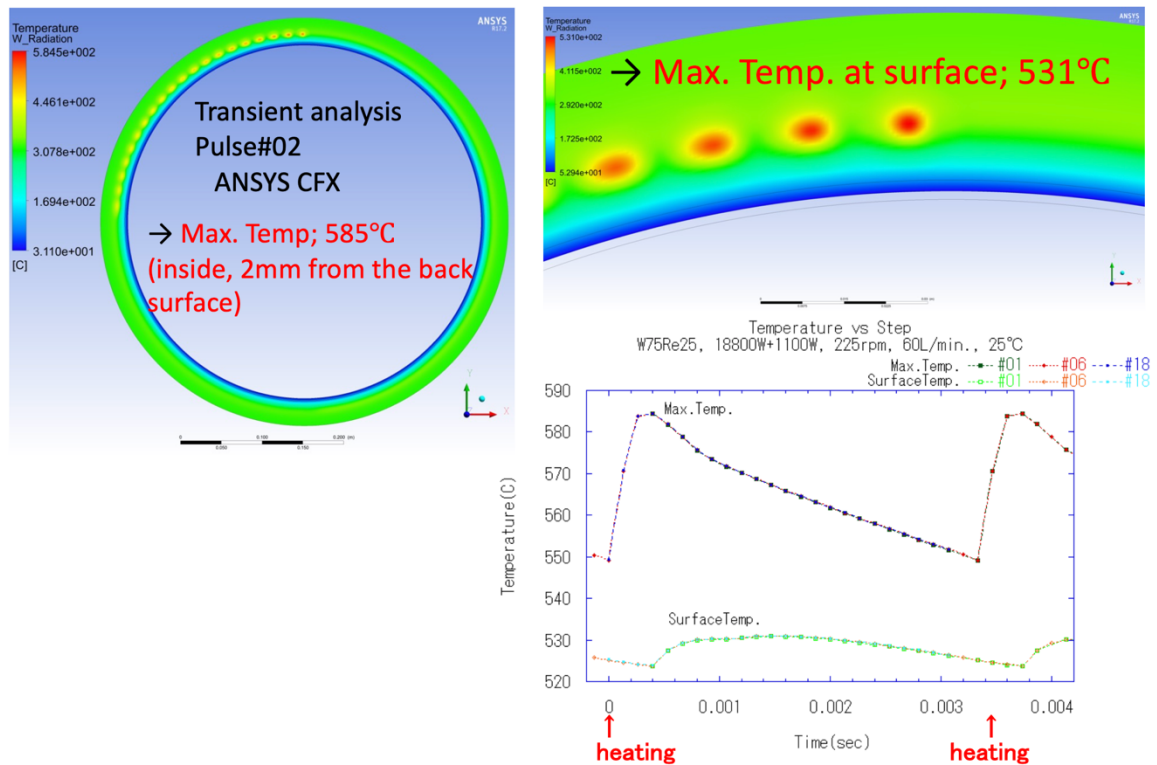 Temperature
W_Radiation
5.845e+002
4.461e+002
3.078e+002
1.694e+002
3.110e+001
[C]
ANSYS
R17.2
Transient analysis
Pulse#02
ANSYS CFX
→ Max. Temp; 585℃
(inside, 2mm from the back
surface)
Y
X
0 0.100 0.200 (m)
0.050 0.150
Temperature
W_Radiation
5.310e+002
4.115e+002
2.920e+002
1.725e+002
5.294e+001
[C]
ANSYS
→ Max. Temp. at surface; 531℃
Temperature vs Step
W75Re25, 18800W+1100W, 225rpm, 60L/min., 25°C
Max.Temp. #01 #06 #18
SurfaceTemp. #01 #06 #18
Temperature(C)
590
580
570
560
550
540
530
520
Max.Temp.
SurfaceTemp.
0 0.001 0.002 0.003 0.004
Time(sec)
heating heating